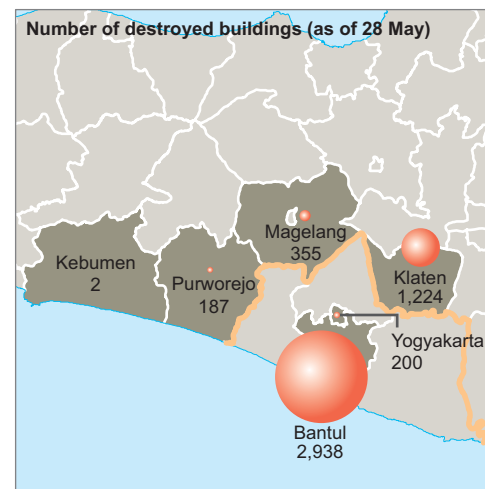 Number of destroyed buildings (as of 28 May)
Magelang
355
Kebumen
2
Purworejo
187
Klaten
1,224
Yogyakarta
200
Bantul
2,938